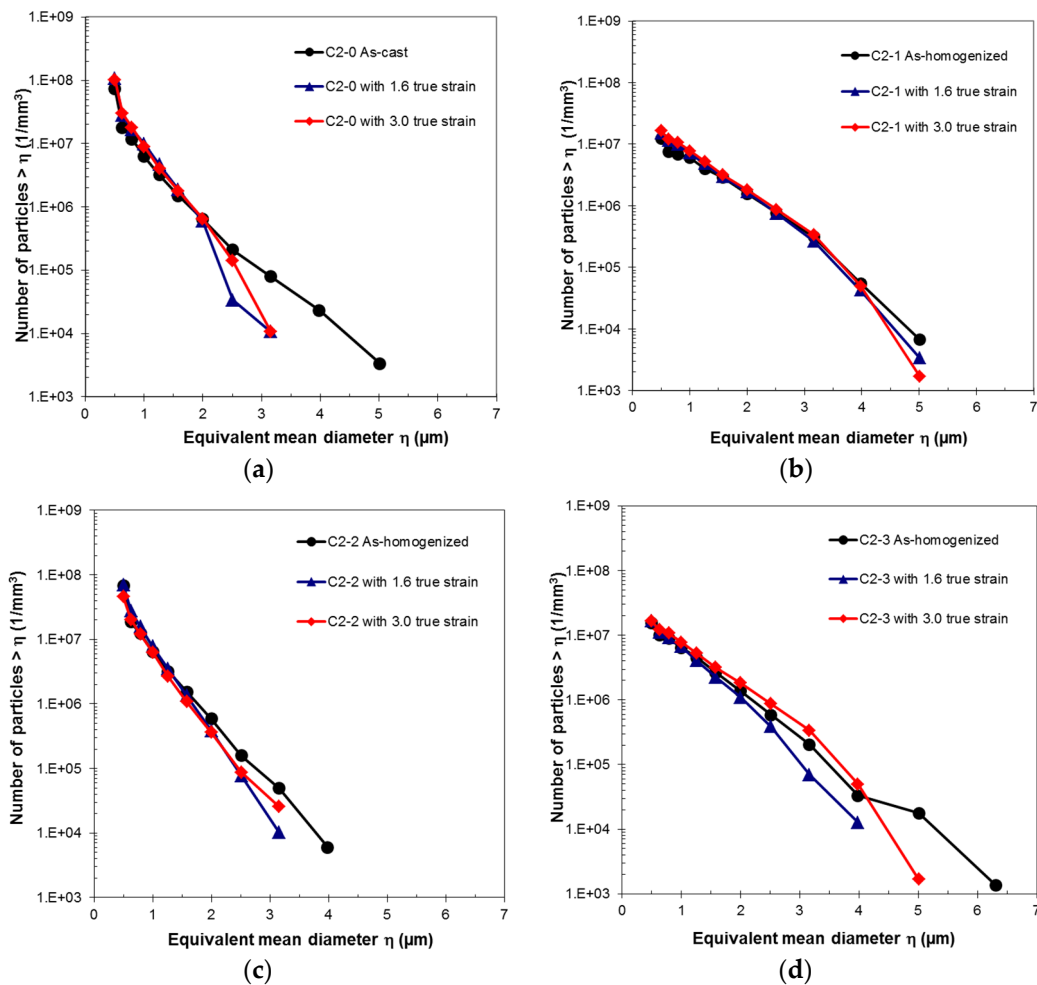 1.E+09
1.E+08
1.E+07
1.E+06
1.E+05
1.E+04
1.E+03
Number of particles > η (1/mm³)
C2-0 As-cast
C2-0 with 1.6 true strain
C2-0 with 3.0 true strain
0 1 2 3 4 5 6 7
Equivalent mean diameter η (µm)
(a)
1.E+09
1.E+08
1.E+07
1.E+06
1.E+05
1.E+04
1.E+03
Number of particles > η (1/mm³)
C2-1 As-homogenized
C2-1 with 1.6 true strain
C2-1 with 3.0 true strain
0 1 2 3 4 5 6 7
Equivalent mean diameter η (µm)
(b)
1.E+09
1.E+08
1.E+07
1.E+06
1.E+05
1.E+04
1.E+03
Number of particles > η (1/mm³)
C2-2 As-homogenized
C2-2 with 1.6 true strain
C2-2 with 3.0 true strain
0 1 2 3 4 5 6 7
Equivalent mean diameter η (µm)
(c)
1.E+09
1.E+08
1.E+07
1.E+06
1.E+05
1.E+04
1.E+03
Number of particles > η (1/mm³)
C2-3 As-homogenized
C2-3 with 1.6 true strain
C2-3 with 3.0 true strain
0 1 2 3 4 5 6 7
Equivalent mean diameter η (µm)
(d)